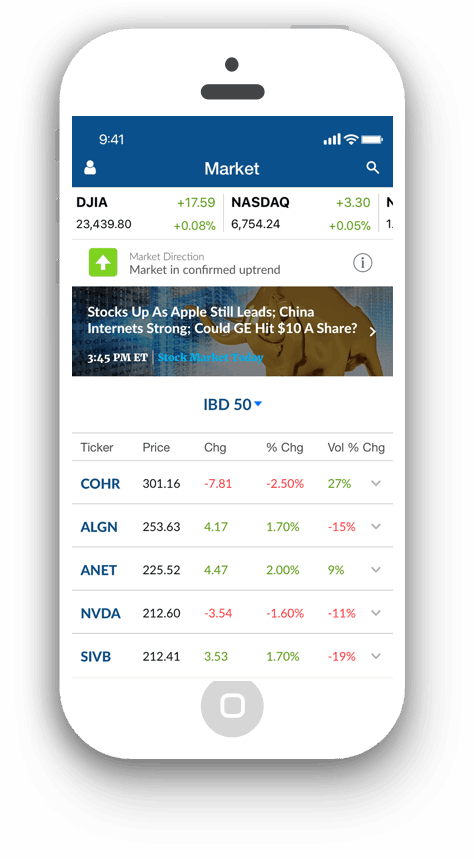 9:41
Market
DJIA +17.59 NASDAQ +3.30 N
23,439.80 +0.08% 6,754.24 +0.05% 1.
Market Direction
Market in confirmed uptrend
Stocks Up As Apple Still Leads; China
Internets Strong; Could GE Hit $10 A Share?
3:45 PM ET | Stock Market Today
IBD 50
Ticker Price Chg % Chg Vol % Chg
COHR 301.16 -7.81 -2.50% 27%
ALGN 253.63 4.17 1.70% -15%
ANET 225.52 4.47 2.00% 9%
NVDA 212.60 -3.54 -1.60% -11%
SIVB 212.41 3.53 1.70% -19%